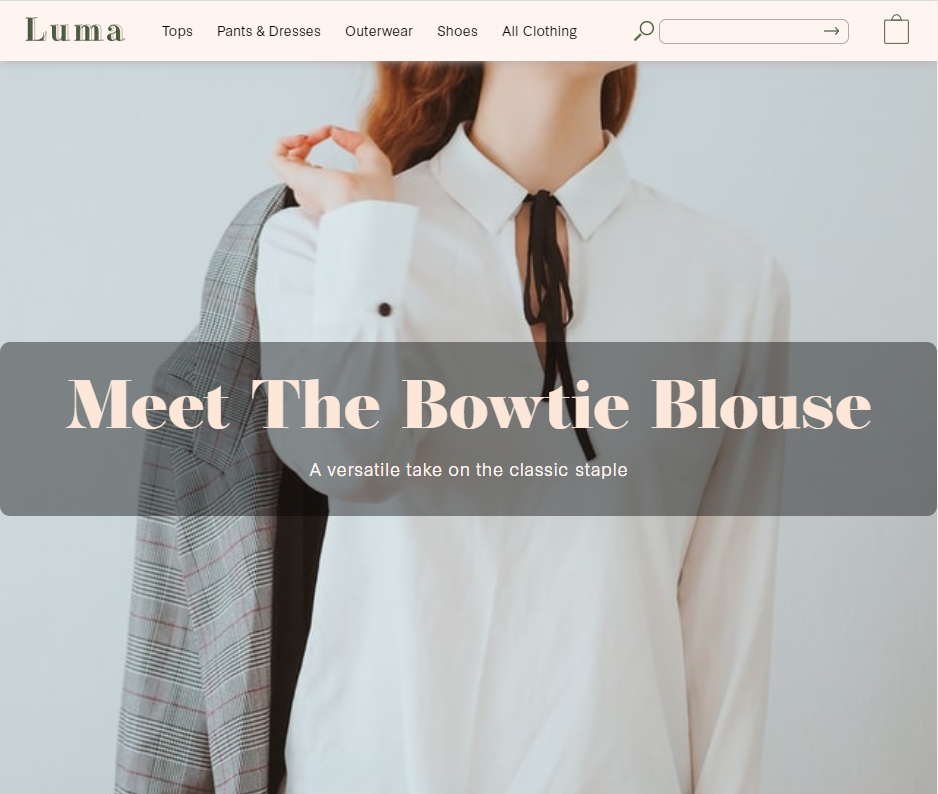 Luma
Tops Pants & Dresses Outerwear Shoes All Clothing
Meet The Bowtie Blouse
A versatile take on the classic staple